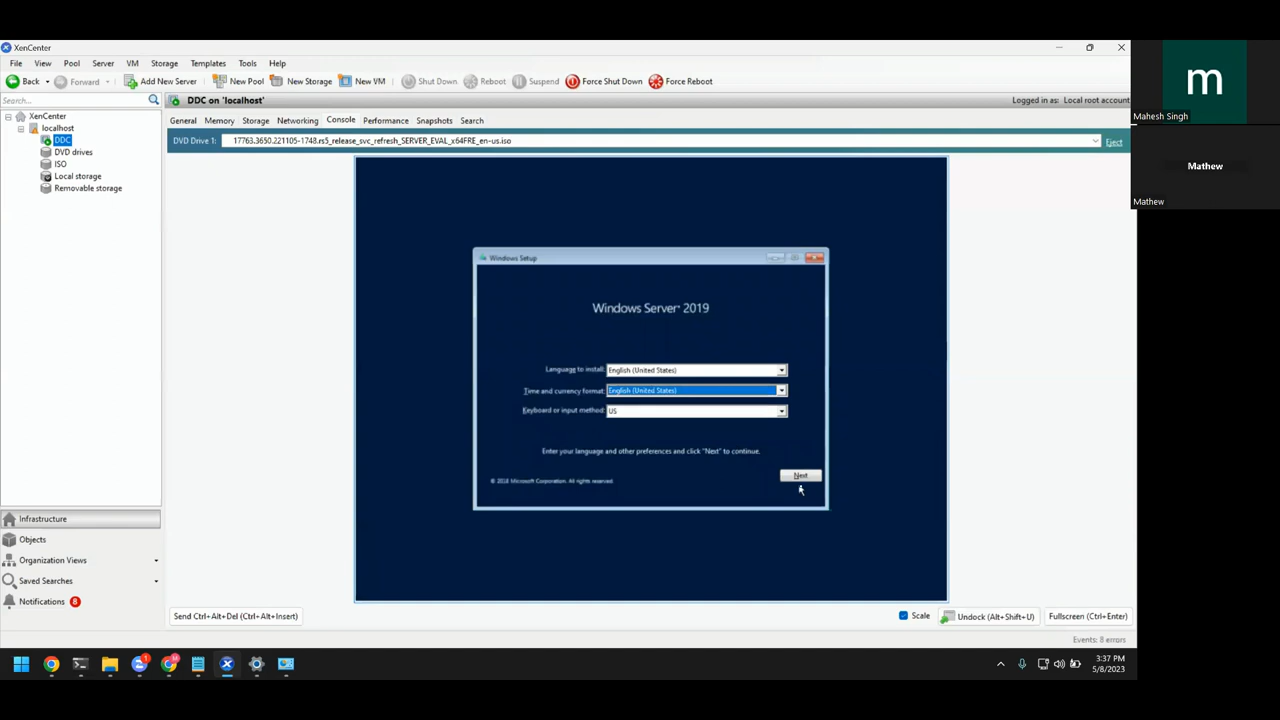 XenCenter
File View Pool Server VM Storage Templates Tools Help
Back Forward Add New Server New Pool New Storage New VM Shut Down Reboot Suspend Force Shut Down Force Reboot
Search...
DDC on 'localhost'
Logged in as: Local root account
XenCenter
localhost
DDC
DVD drives
ISO
Local storage
Removable storage
General Memory Storage Networking Console Performance Snapshots Search
DVD Drive 1: 17763.3650.221105-1748.rs5_release_svc_refresh_SERVER_EVAL_x64FRE_en-us.iso Eject
Windows Setup
Windows Server 2019
Language to install: English (United States)
Time and currency format: English (United States)
Keyboard or input method: US
Enter your language and other preferences and click "Next" to continue.
Next
© 2018 Microsoft Corporation. All rights reserved.
Infrastructure
Objects
Organization Views
Saved Searches
Notifications 8
Send Ctrl+Alt+Del (Ctrl+Alt+Insert)
Scale Undock (Alt+Shift+U) Fullscreen (Ctrl+Enter)
Events: 8 errors
3:37 PM
5/8/2023
m
Mahesh Singh
Mathew
Mathew